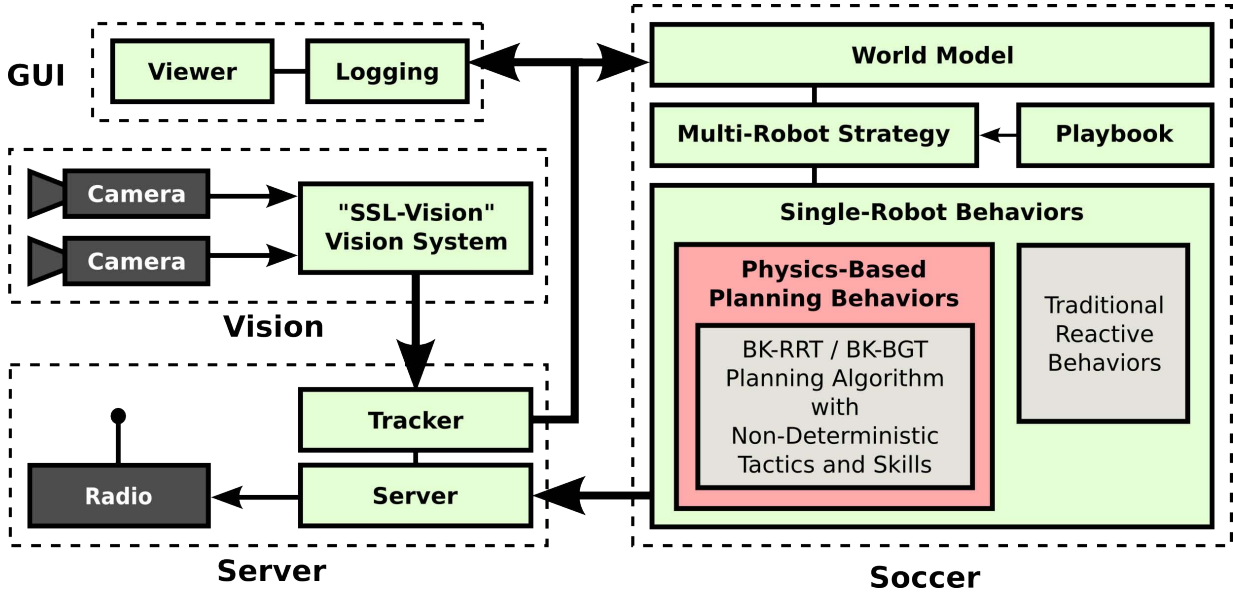 GUI
Viewer
Logging
Camera
Camera
"SSL-Vision"
Vision System
Vision
Tracker
Server
Radio
Server
World Model
Multi-Robot Strategy
Playbook
Single-Robot Behaviors
Physics-Based
Planning Behaviors
BK-RRT / BK-BGT
Planning Algorithm
with
Non-Deterministic
Tactics and Skills
Traditional
Reactive
Behaviors
Soccer